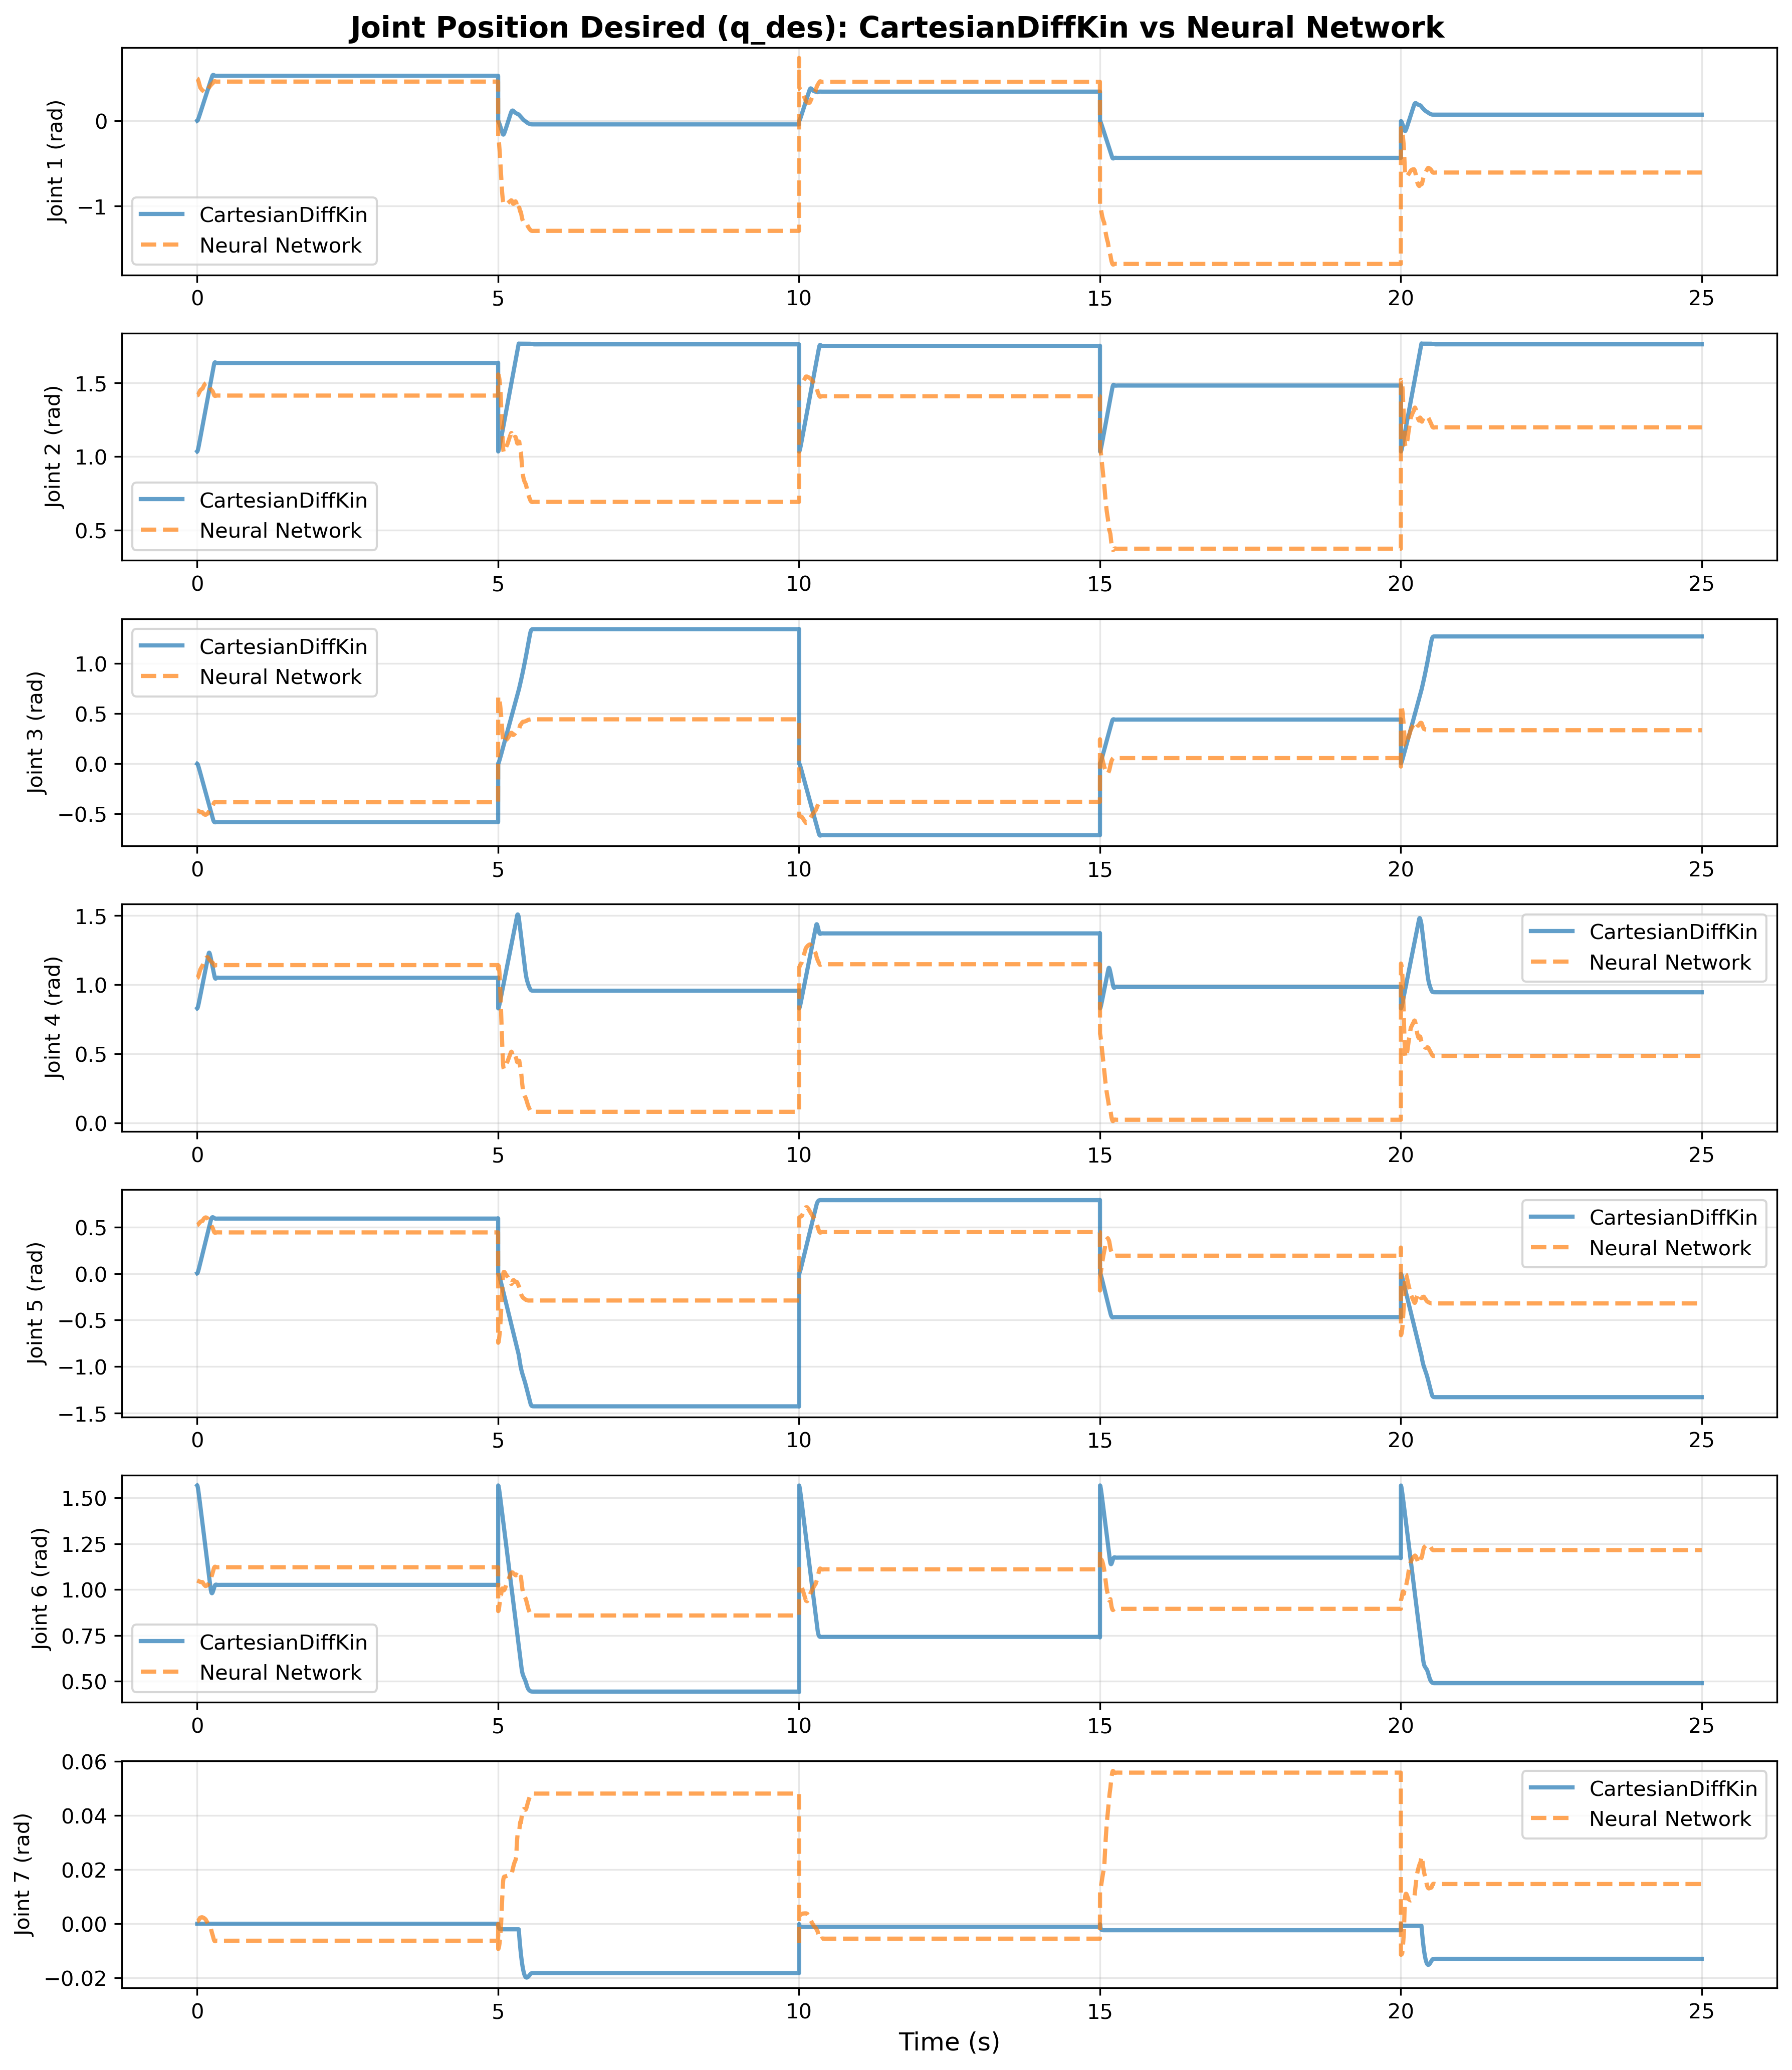 Joint Position Desired (q_des): CartesianDiffKin vs Neural Network
Joint 1 (rad)
0
−1
CartesianDiffKin
Neural Network
0 5 10 15 20 25
Joint 2 (rad)
1.5
1.0
0.5
CartesianDiffKin
Neural Network
0 5 10 15 20 25
Joint 3 (rad)
1.0
0.5
0.0
−0.5
CartesianDiffKin
Neural Network
0 5 10 15 20 25
Joint 4 (rad)
1.5
1.0
0.5
0.0
CartesianDiffKin
Neural Network
0 5 10 15 20 25
Joint 5 (rad)
0.5
0.0
−0.5
−1.0
−1.5
CartesianDiffKin
Neural Network
0 5 10 15 20 25
Joint 6 (rad)
1.50
1.25
1.00
0.75
0.50
CartesianDiffKin
Neural Network
0 5 10 15 20 25
Joint 7 (rad)
0.06
0.04
0.02
0.00
−0.02
CartesianDiffKin
Neural Network
0 5 10 15 20 25
Time (s)